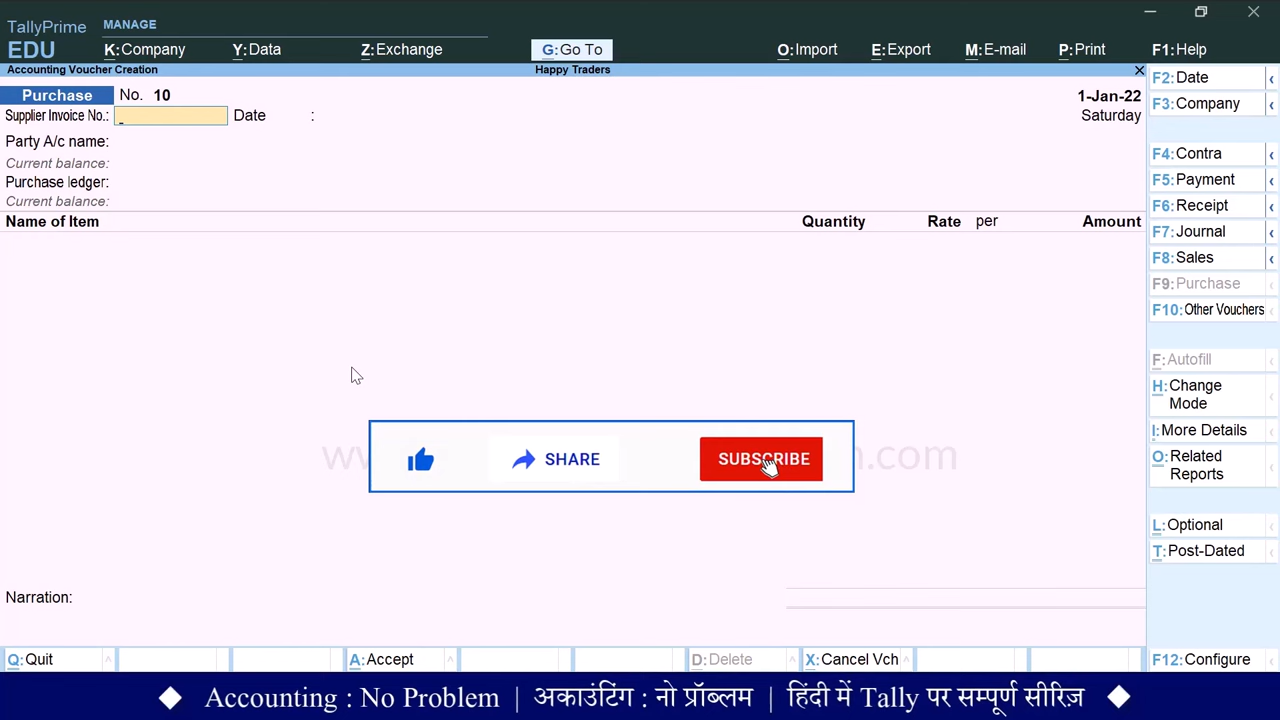 TallyPrime
EDU
MANAGE
K:Company Y:Data Z:Exchange G:Go To O:Import E:Export M:E-mail P:Print F1:Help
Accounting Voucher Creation Happy Traders
Purchase No. 10 1-Jan-22
Supplier Invoice No.: Date : Saturday
Party A/c name:
Current balance:
Purchase ledger:
Current balance:
Name of Item Quantity Rate per Amount
SHARE
SUBSCRIBE
Narration:
Q:Quit A:Accept D:Delete X:Cancel Vch F12:Configure
F2:Date
F3:Company
F4:Contra
F5:Payment
F6:Receipt
F7:Journal
F8:Sales
F9:Purchase
F10:Other Vouchers
F:Autofill
H:Change
Mode
I:More Details
O:Related
Reports
L:Optional
T:Post-Dated
Accounting : No Problem | अकाउंटिंग : नो प्रॉब्लम | हिंदी में Tally पर सम्पूर्ण सीरिज़